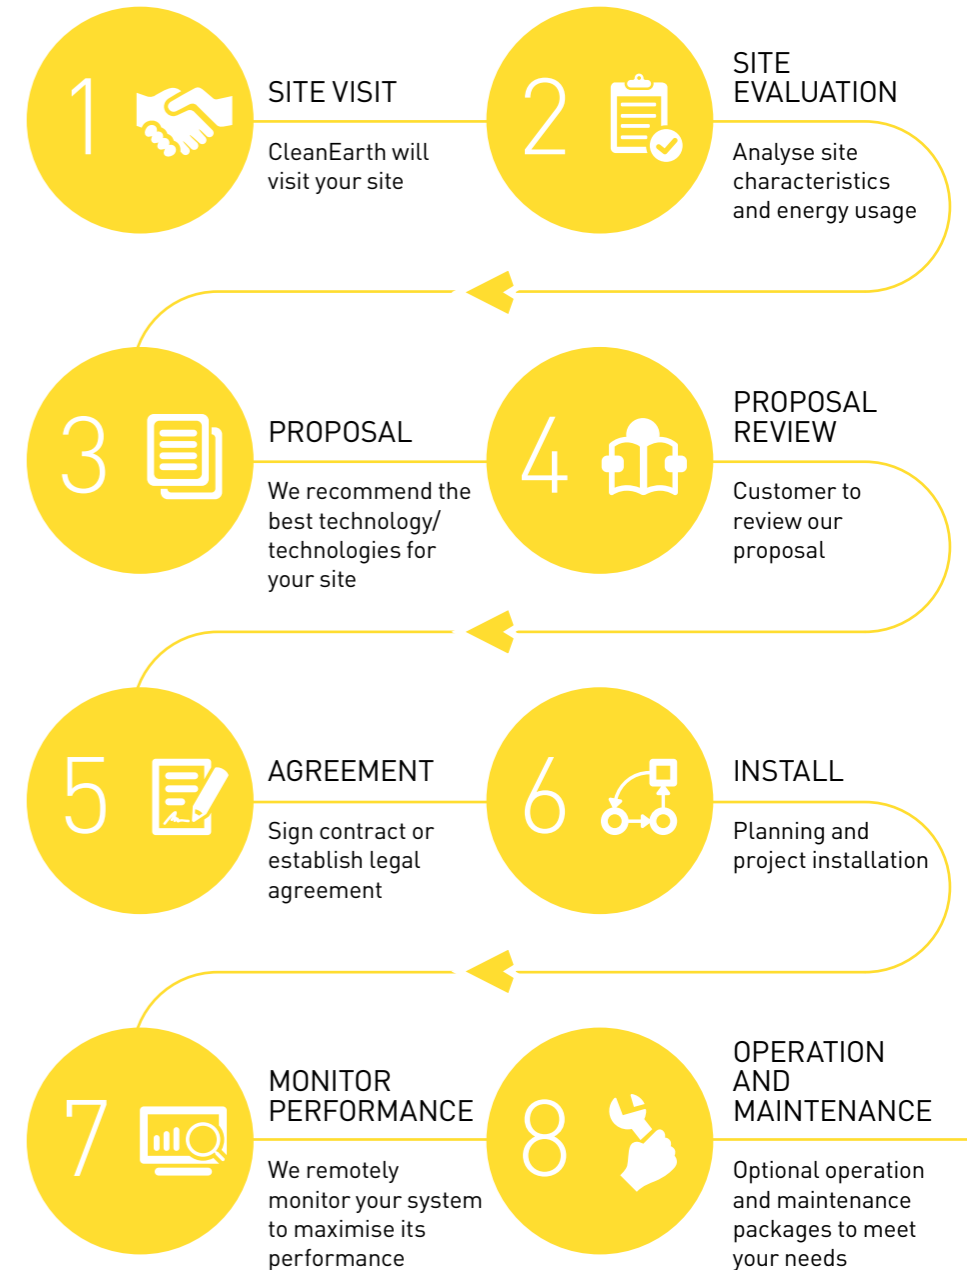 1
SITE VISIT
CleanEarth will
visit your site
2
SITE
EVALUATION
Analyse site
characteristics
and energy usage
3
PROPOSAL
We recommend the
best technology/
technologies for
your site
4
PROPOSAL
REVIEW
Customer to
review our
proposal
5
AGREEMENT
Sign contract or
establish legal
agreement
6
INSTALL
Planning and
project installation
7
MONITOR
PERFORMANCE
We remotely
monitor your system
to maximise its
performance
8
OPERATION
AND
MAINTENANCE
Optional operation
and maintenance
packages to meet
your needs